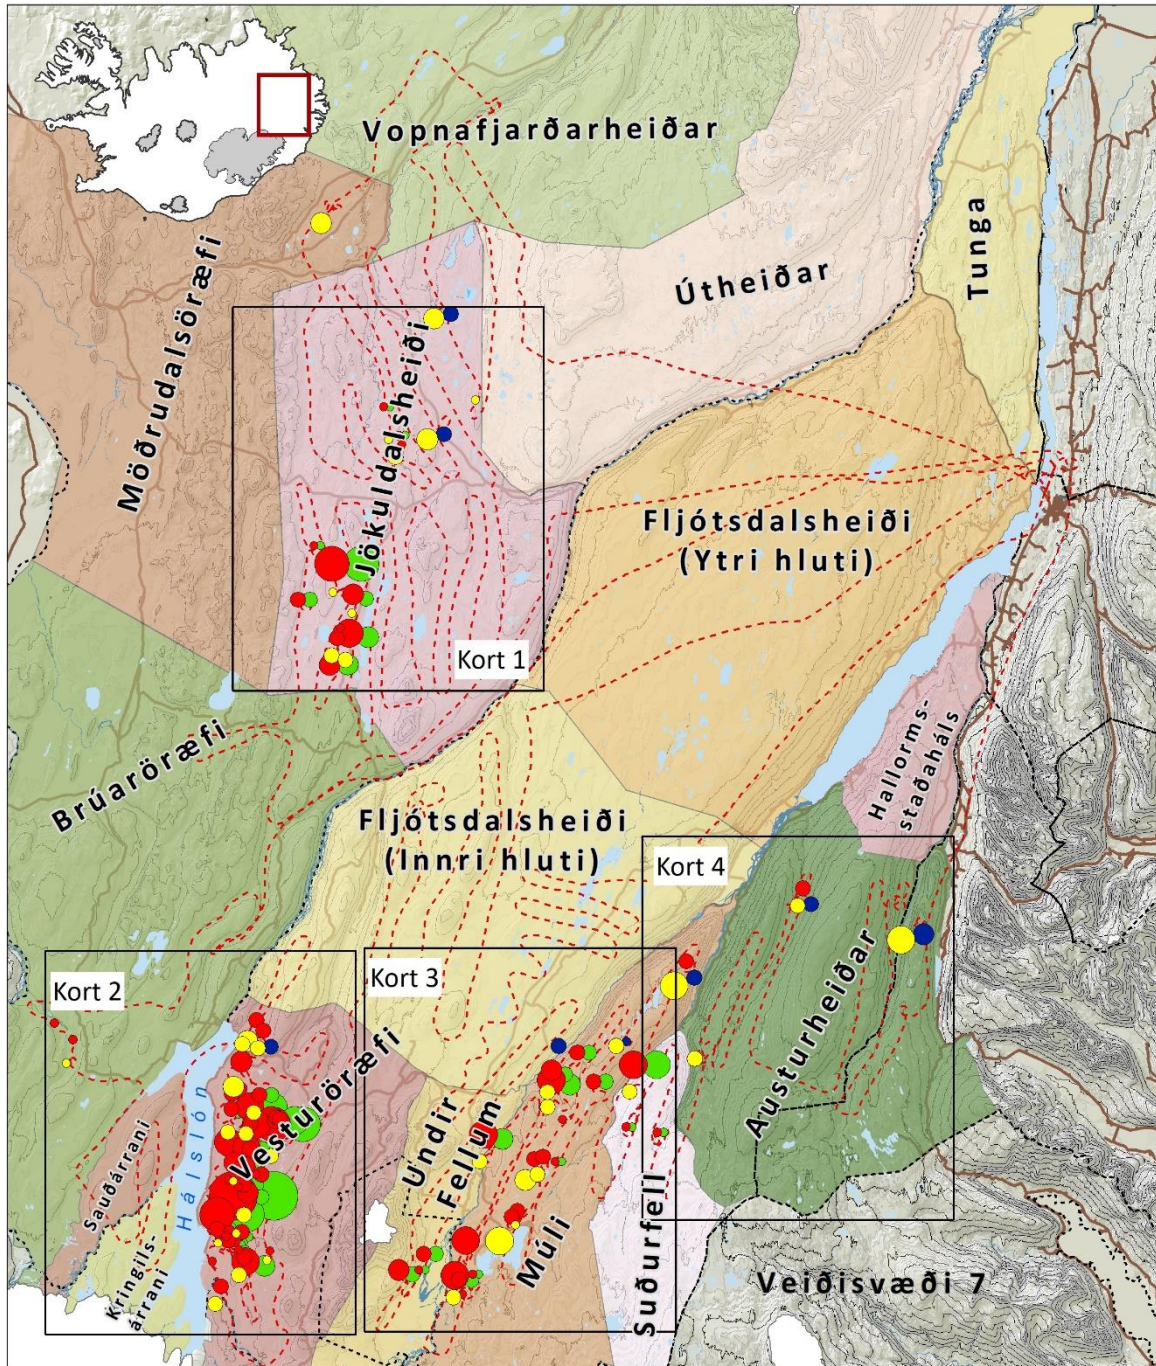 Vopnafjarðarheiðar
Möðrudalsöræfi
Tunga
Útheiðar
Jökuldalsheiði
Fljótsdalsheiði
(Ytri hluti)
Kort 1
Brúaröræfi
Hallorms-
staðaháls
Fljótsdalsheiði
(Innri hluti)
Kort 4
Kort 2
Kort 3
Austurheiðar
Vesturöræfi
Undir
Fellum
Sauðárrani
Hálslón
Kringils-
árrani
Múli
Suðurfell
Veiðisvæði 7